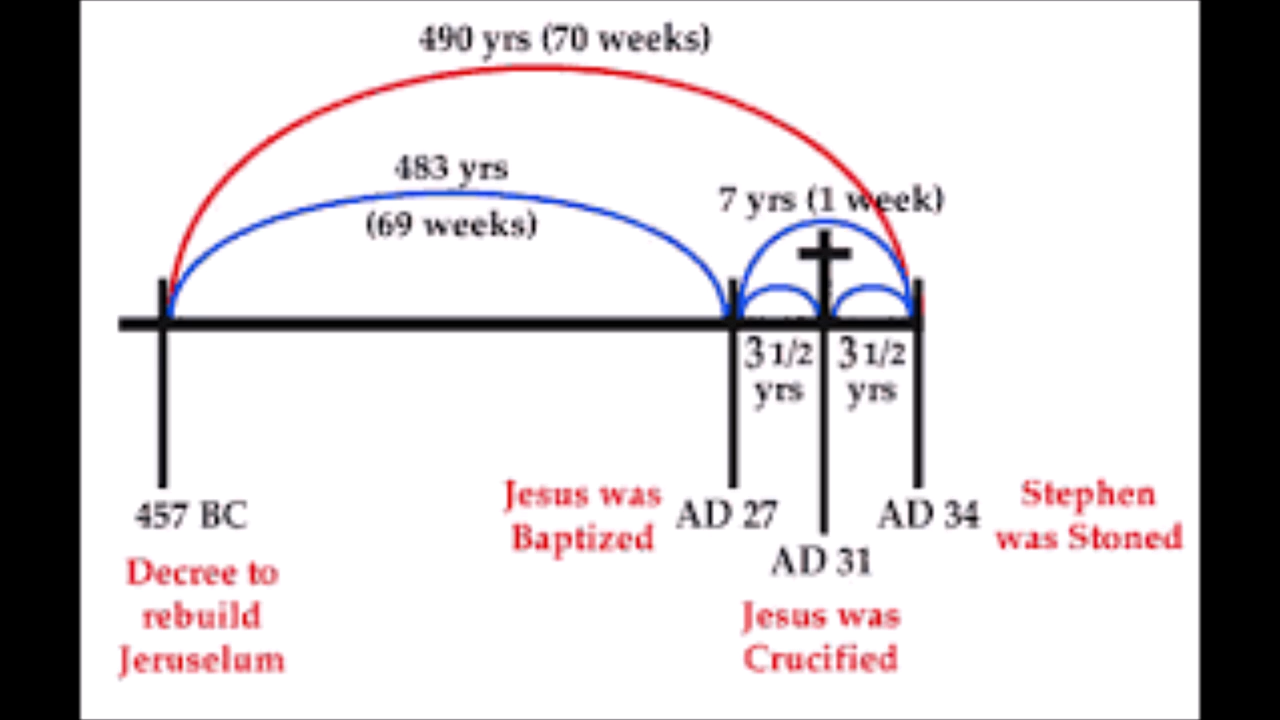 490 yrs (70 weeks)
483 yrs
(69 weeks)
7 yrs (1 week)
3 1/2
yrs
3 1/2
yrs
457 BC
Decree to
rebuild
Jeruselum
Jesus was
Baptized
AD 27
AD 31
Jesus was
Crucified
AD 34
Stephen
was Stoned